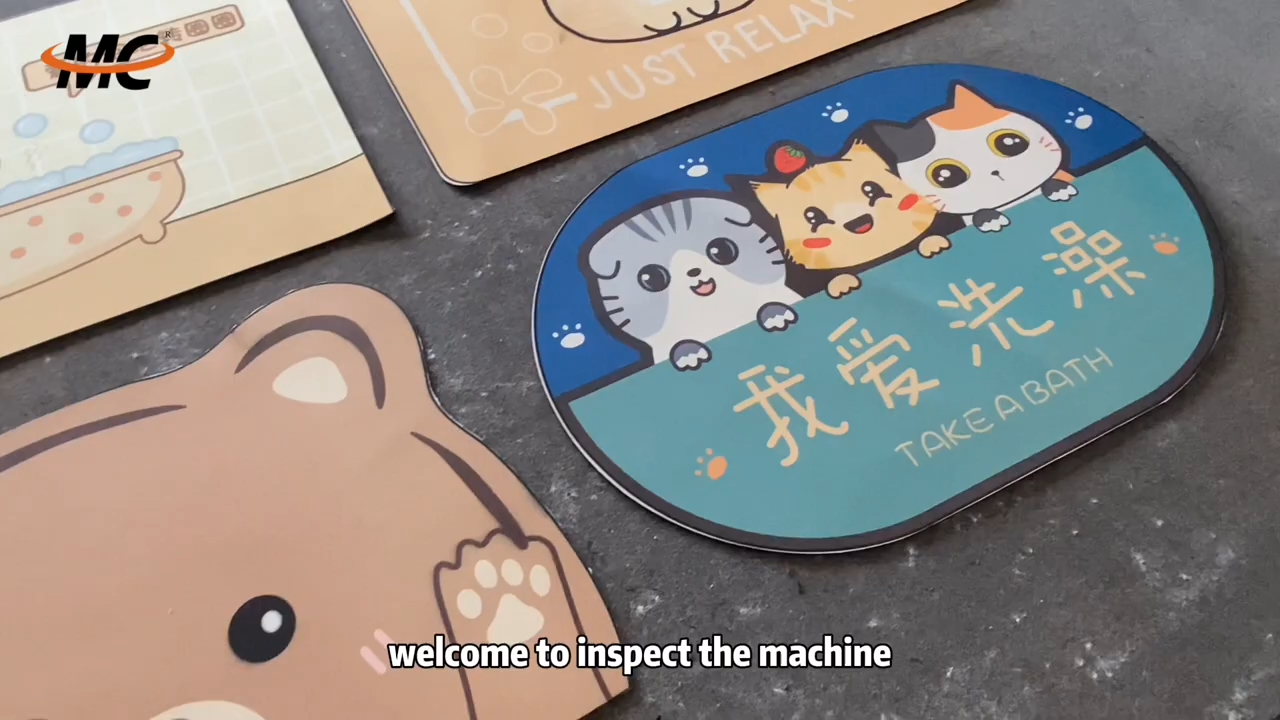 MC®
JUST RELAX
我爱洗澡
TAKE A BATH
welcome to inspect the machine